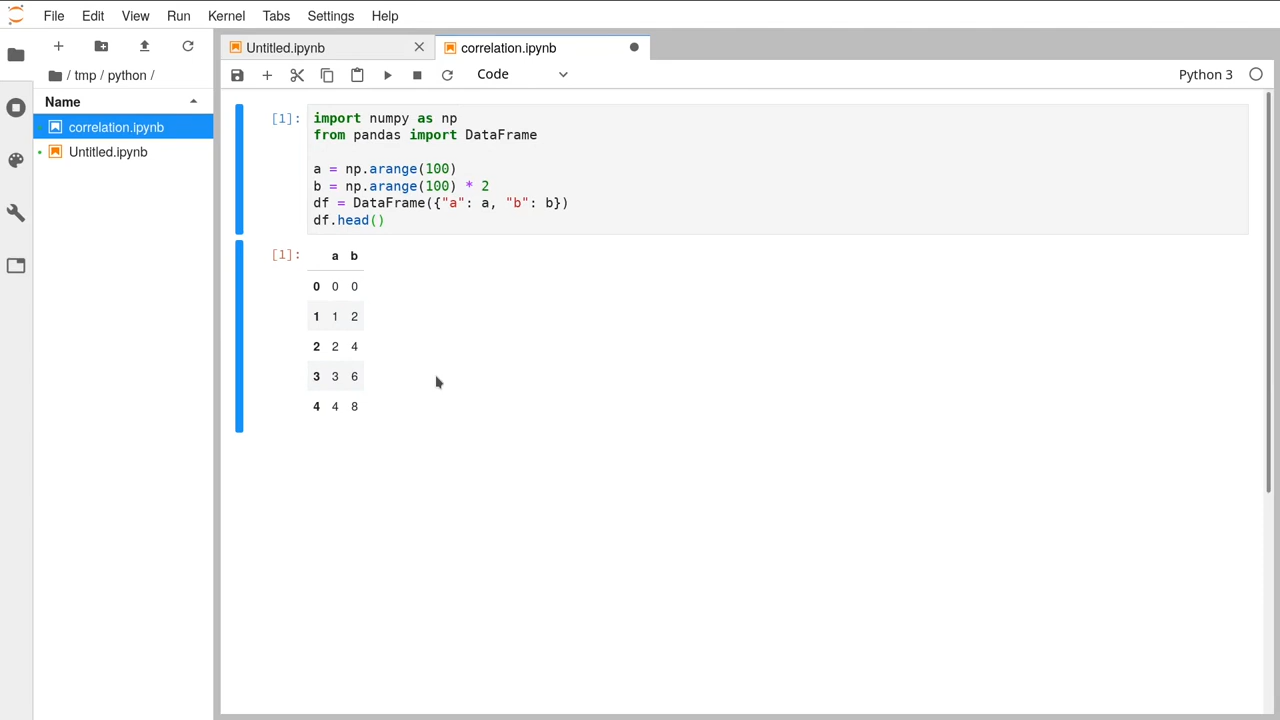 File Edit View Run Kernel Tabs Settings Help
/ tmp / python /
Name
correlation.ipynb
Untitled.ipynb
Untitled.ipynb
correlation.ipynb
Code
Python 3
[1]:
import numpy as np
from pandas import DataFrame
a = np.arange(100)
b = np.arange(100) * 2
df = DataFrame({"a": a, "b": b})
df.head()
[1]:
a b
0 0 0
1 1 2
2 2 4
3 3 6
4 4 8